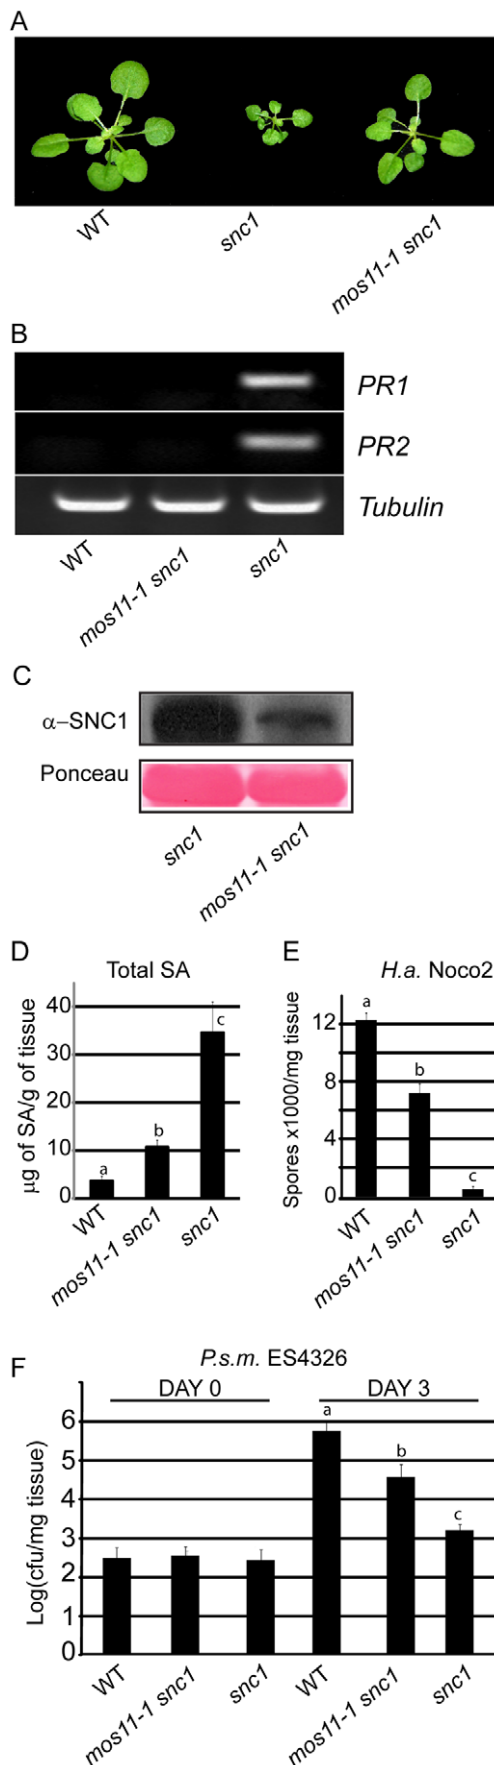 A
WT
snc1
mos11-1 snc1
B
PR1
PR2
Tubulin
WT
mos11-1 snc1
snc1
C
α–SNC1
Ponceau
snc1
mos11-1 snc1
D
Total SA
µg of SA/g of tissue
40
30
20
10
0
a
b
c
WT
mos11-1 snc1
snc1
E
H.a. Noco2
Spores x1000/mg tissue
12
8
4
0
a
b
c
WT
mos11-1 snc1
snc1
F
P.s.m. ES4326
DAY 0
DAY 3
Log(cfu/mg tissue)
6
5
4
3
2
1
0
a
b
c
WT
mos11-1 snc1
snc1
WT
mos11-1 snc1
snc1